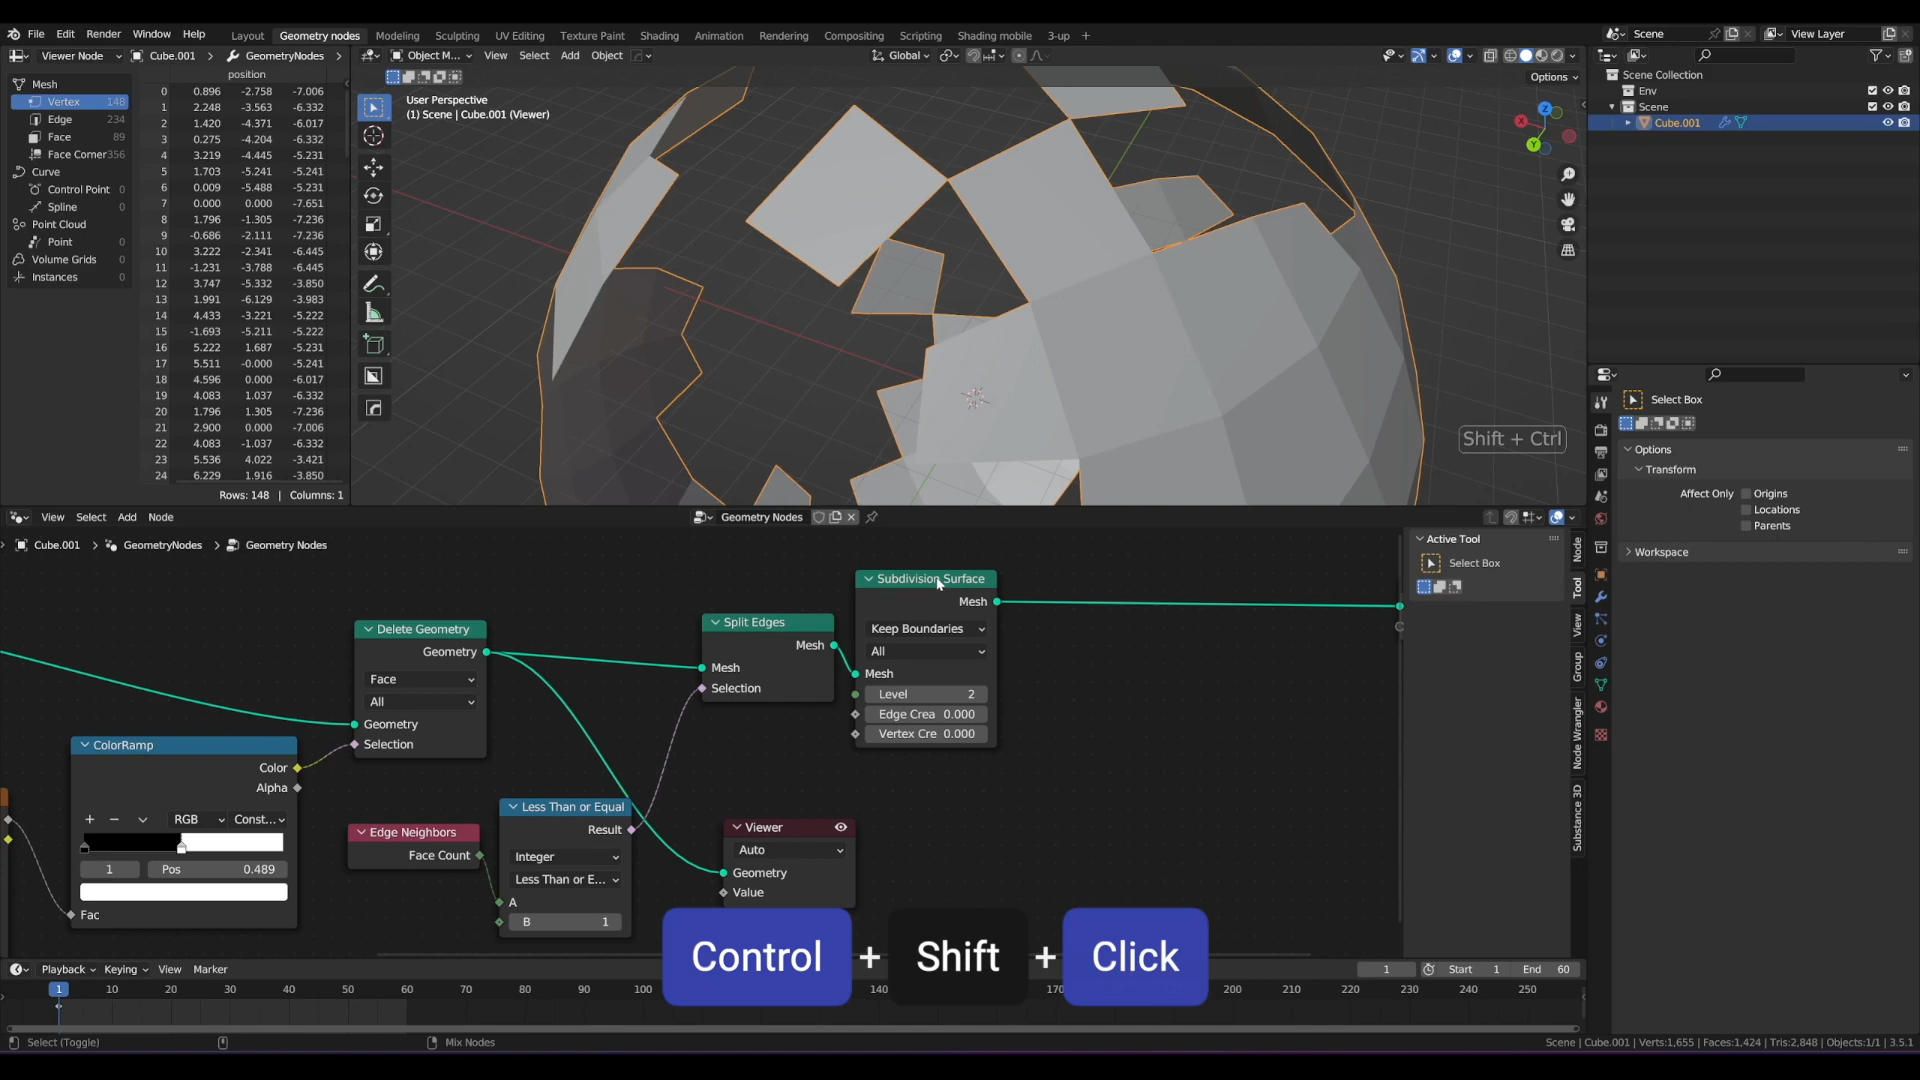 File Edit Render Window Help Layout Geometry nodes Modeling Sculpting UV Editing Texture Paint Shading Animation Rendering Compositing Scripting Shading mobile 3-up + Scene View Layer
Viewer Node Cube.001 > GeometryNodes > Object M... View Select Add Object Global
position
Options
Mesh
Vertex 148
Edge 234
Face 89
Face Corner 356
Curve
Control Point 0
Spline 0
Point Cloud
Point 0
Volume Grids 0
Instances 0
0 0.896 -2.758 -7.006
1 2.248 -3.563 -6.332
2 1.420 -4.371 -6.017
3 0.275 -4.204 -6.332
4 3.219 -4.445 -5.231
5 1.703 -5.241 -5.241
6 0.009 -5.488 -5.231
7 0.000 0.000 -7.651
8 1.796 -1.305 -7.236
9 -0.686 -2.111 -7.236
10 3.222 -2.341 -6.445
11 -1.231 -3.788 -6.445
12 3.747 -5.332 -3.850
13 1.991 -6.129 -3.983
14 4.433 -3.221 -5.222
15 -1.693 -5.211 -5.222
16 5.222 1.687 -5.231
17 5.511 -0.000 -5.241
18 4.596 0.000 -6.017
19 4.083 1.037 -6.332
20 1.796 1.305 -7.236
21 2.900 0.000 -7.006
22 4.083 -1.037 -6.332
23 5.536 4.022 -3.421
24 6.229 1.916 -3.850
Rows: 148 | Columns: 1
User Perspective
(1) Scene | Cube.001 (Viewer)
Z
X
Y
Shift + Ctrl
Scene Collection
Env
Scene
Cube.001
Select Box
Options
Transform
Affect Only Origins
Locations
Parents
Workspace
View Select Add Node Geometry Nodes
Cube.001 > GeometryNodes > Geometry Nodes
Delete Geometry
Geometry
Face
All
Geometry
Selection
ColorRamp
Color
Alpha
+ − RGB Const...
1 Pos 0.489
Fac
Edge Neighbors
Face Count
Less Than or Equal
Result
Integer
Less Than or E...
A
B 1
Split Edges
Mesh
Mesh
Selection
Subdivision Surface
Mesh
Keep Boundaries
All
Mesh
Level 2
Edge Crea 0.000
Vertex Cre 0.000
Viewer
Auto
Geometry
Value
Active Tool
Select Box
Node
Tool
View
Group
Node Wrangler
Substance 3D
Control + Shift + Click
Playback Keying View Marker 1 Start 1 End 60
1 10 20 30 40 50 60 70 80 90 100 140 170 200 210 220 230 240 250
Select (Toggle) Mix Nodes Scene | Cube.001 | Verts:1,655 | Faces:1,424 | Tris:2,848 | Objects:1/1 | 3.5.1